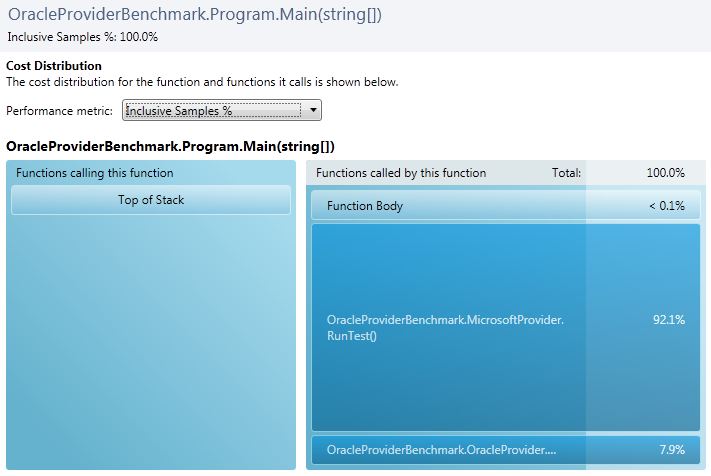 OracleProviderBenchmark.Program.Main(string[])
Inclusive Samples %: 100.0%
Cost Distribution
The cost distribution for the function and functions it calls is shown below.
Performance metric: Inclusive Samples %
OracleProviderBenchmark.Program.Main(string[])
Functions calling this function
Top of Stack
Functions called by this function Total: 100.0%
Function Body < 0.1%
OracleProviderBenchmark.MicrosoftProvider. 92.1%
RunTest()
OracleProviderBenchmark.OracleProvider.... 7.9%